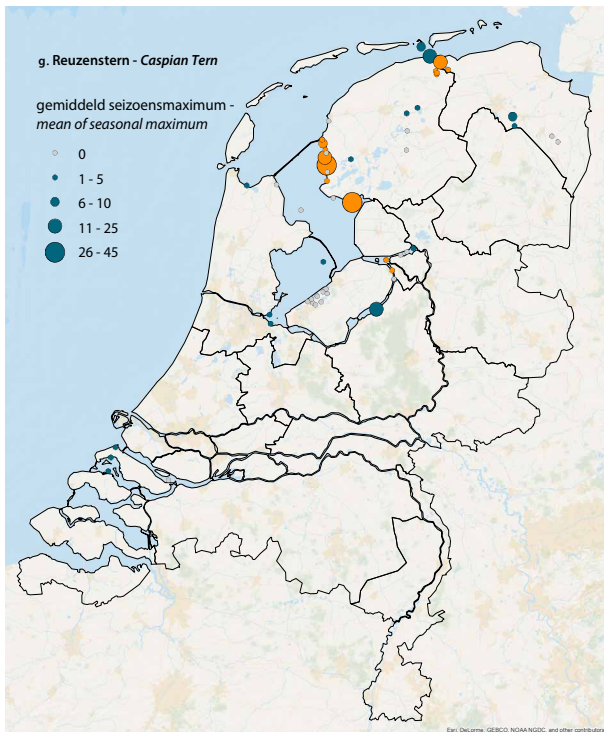 g. Reuzenstern - Caspian Tern
gemiddeld seizoensmaximum -
mean of seasonal maximum
0
1 - 5
6 - 10
11 - 25
26 - 45
Esri, DeLorme, GEBCO, NOAA NGDC, and other contributors